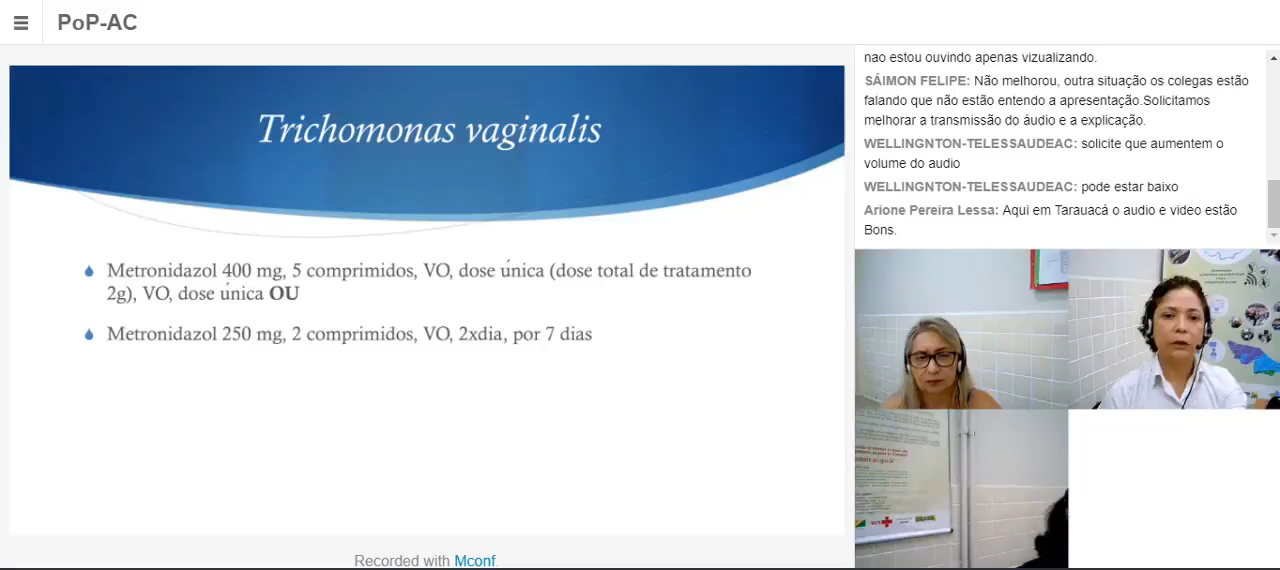 PoP-AC
Trichomonas vaginalis
Metronidazol 400 mg, 5 comprimidos, VO, dose única (dose total de tratamento
2g), VO, dose única OU
Metronidazol 250 mg, 2 comprimidos, VO, 2xdia, por 7 dias
Recorded with Mconf.
nao estou ouvindo apenas vizualizando.
SÁIMON FELIPE: Não melhorou, outra situação os colegas estão
falando que não estão entendo a apresentação.Solicitamos
melhorar a transmissão do áudio e a explicação.
WELLINGNTON-TELESSAUDEAC: solicite que aumentem o
volume do audio
WELLINGNTON-TELESSAUDEAC: pode estar baixo
Arione Pereira Lessa: Aqui em Tarauacá o audio e video estão
Bons.